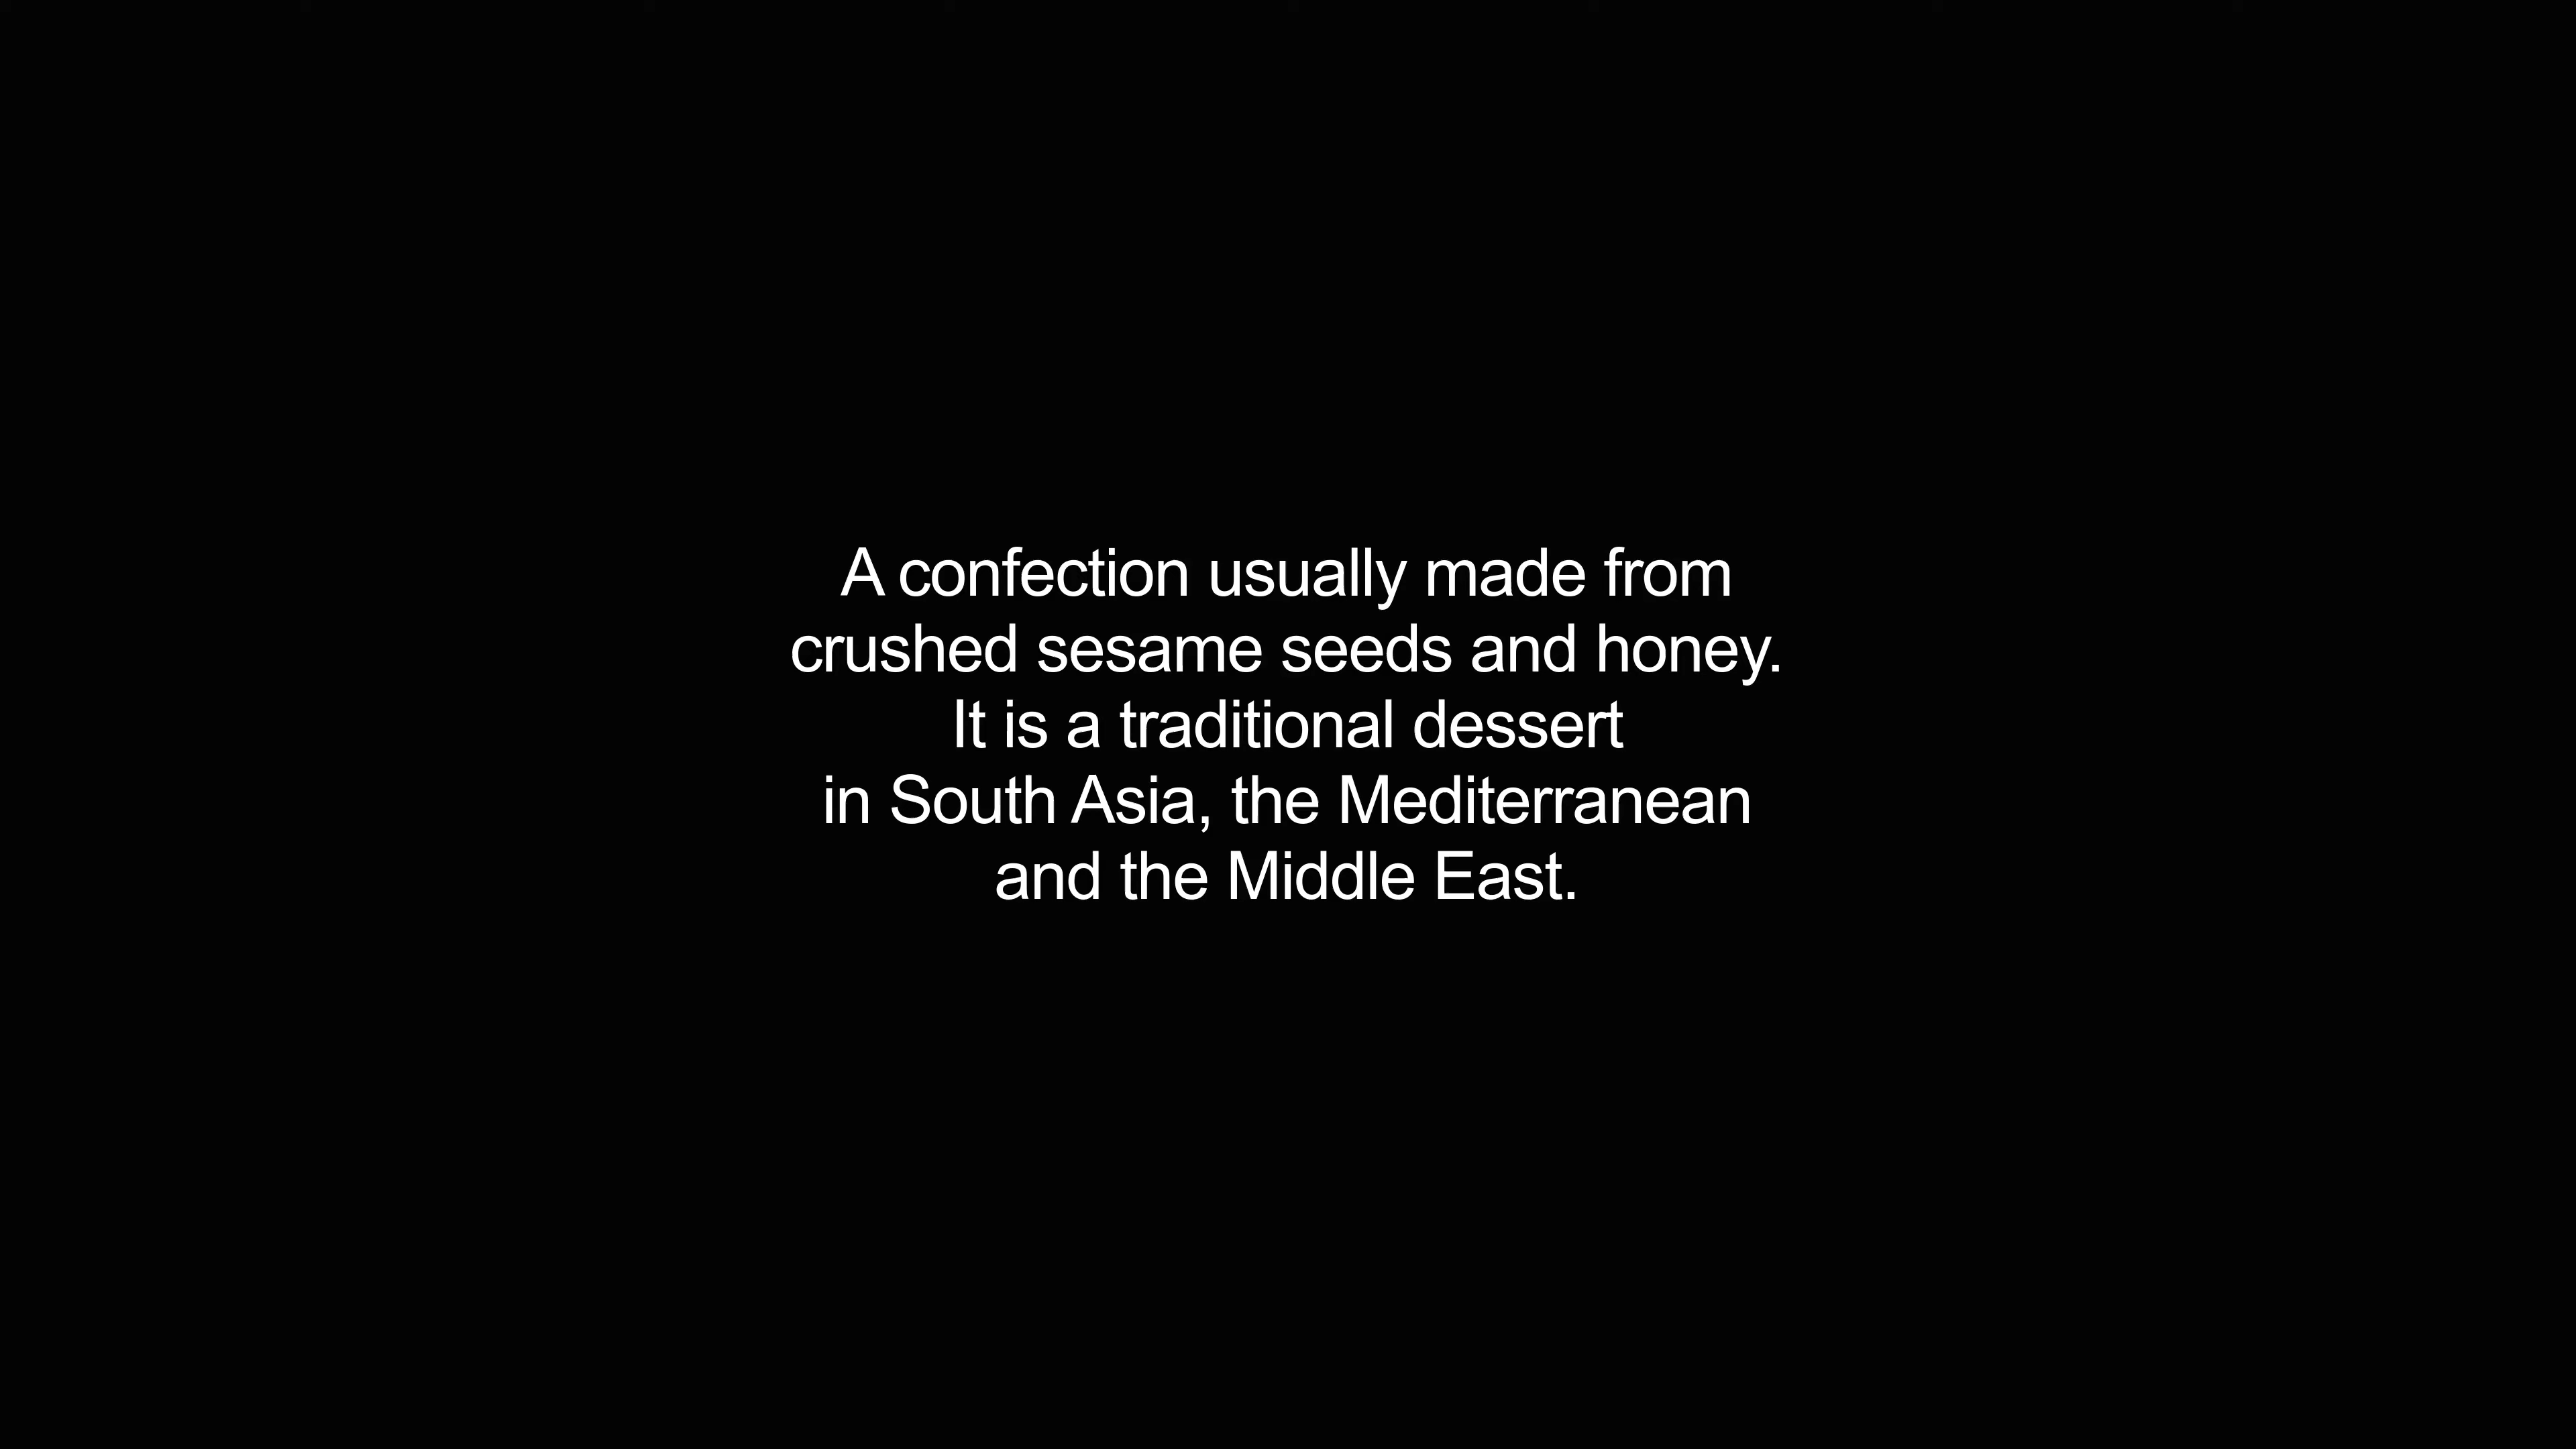 A confection usually made from
crushed sesame seeds and honey.
It is a traditional dessert
in South Asia, the Mediterranean
and the Middle East.